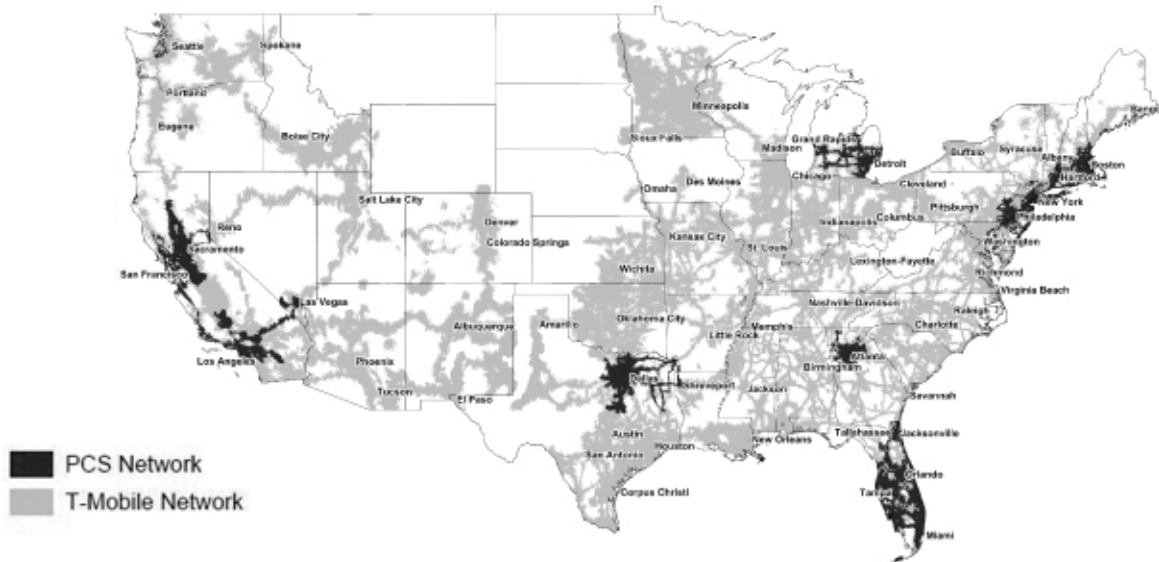 Seattle
Spokane
Portland
Eugene
Boise City
Minneapolis
Sioux Falls
Madison
Grand Rapids
Detroit
Buffalo
Syracuse
Albany
Boston
Hartford
Chicago
Cleveland
New York
Omaha
Des Moines
Pittsburgh
Philadelphia
Salt Lake City
Reno
Denver
Indianapolis
Columbus
Sacramento
Colorado Springs
Kansas City
St. Louis
Washington
San Francisco
Wichita
Lexington-Fayette
Richmond
Las Vegas
Virginia Beach
Nashville-Davidson
Raleigh
Albuquerque
Amarillo
Oklahoma City
Little Rock
Memphis
Charlotte
Los Angeles
Phoenix
Atlanta
Birmingham
Tucson
Dallas
Shreveport
Jackson
El Paso
Savannah
Austin
Tallahassee
Jacksonville
Houston
New Orleans
San Antonio
PCS Network
Orlando
Corpus Christi
Tampa
T-Mobile Network
Miami